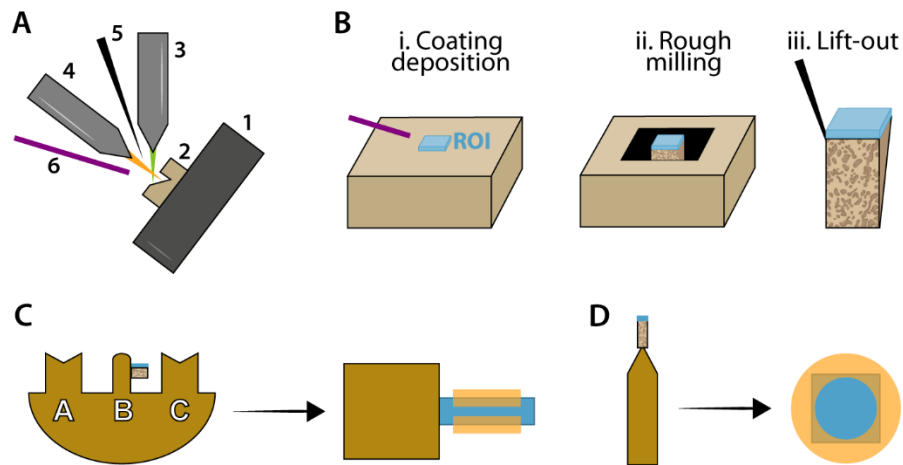 A
5
3
4
1
2
6
B
i. Coating
deposition
ROI
ii. Rough
milling
iii. Lift-out
C
A B C
D